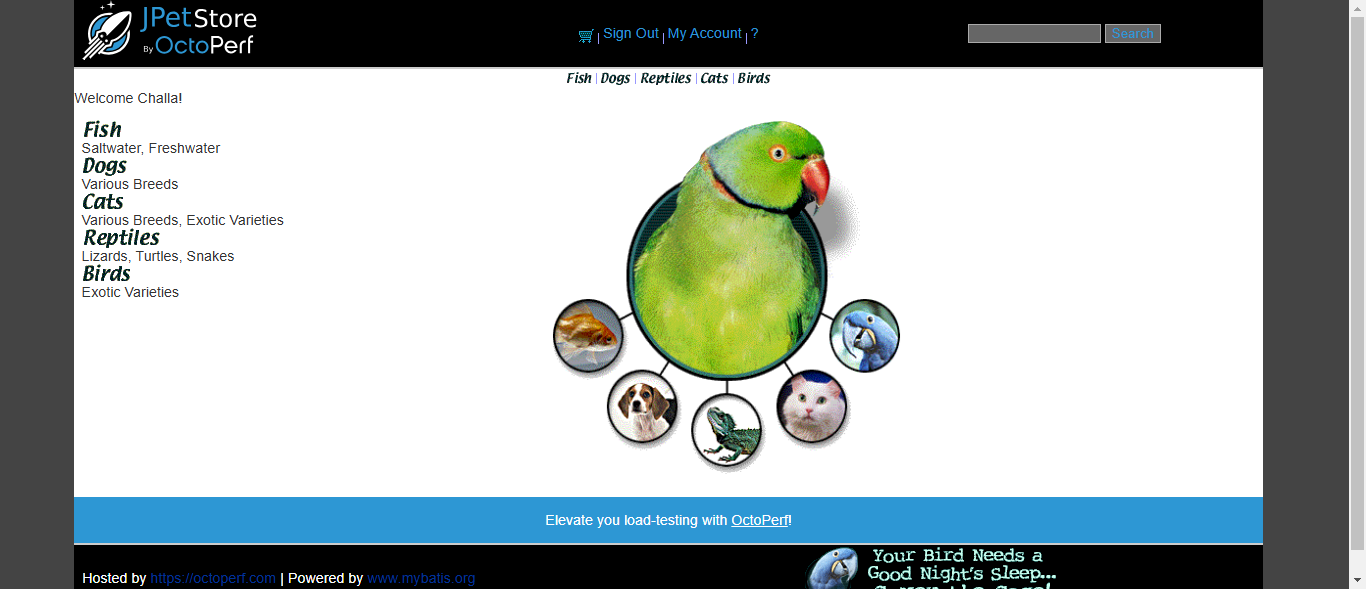 JPetStore
By OctoPerf
Sign Out | My Account | ?
Search
Fish | Dogs | Reptiles | Cats | Birds
Welcome Challa!
Fish
Saltwater, Freshwater
Dogs
Various Breeds
Cats
Various Breeds, Exotic Varieties
Reptiles
Lizards, Turtles, Snakes
Birds
Exotic Varieties
Elevate you load-testing with OctoPerf!
Hosted by https://octoperf.com | Powered by www.mybatis.org
Your Bird Needs a
Good Night's Sleep...